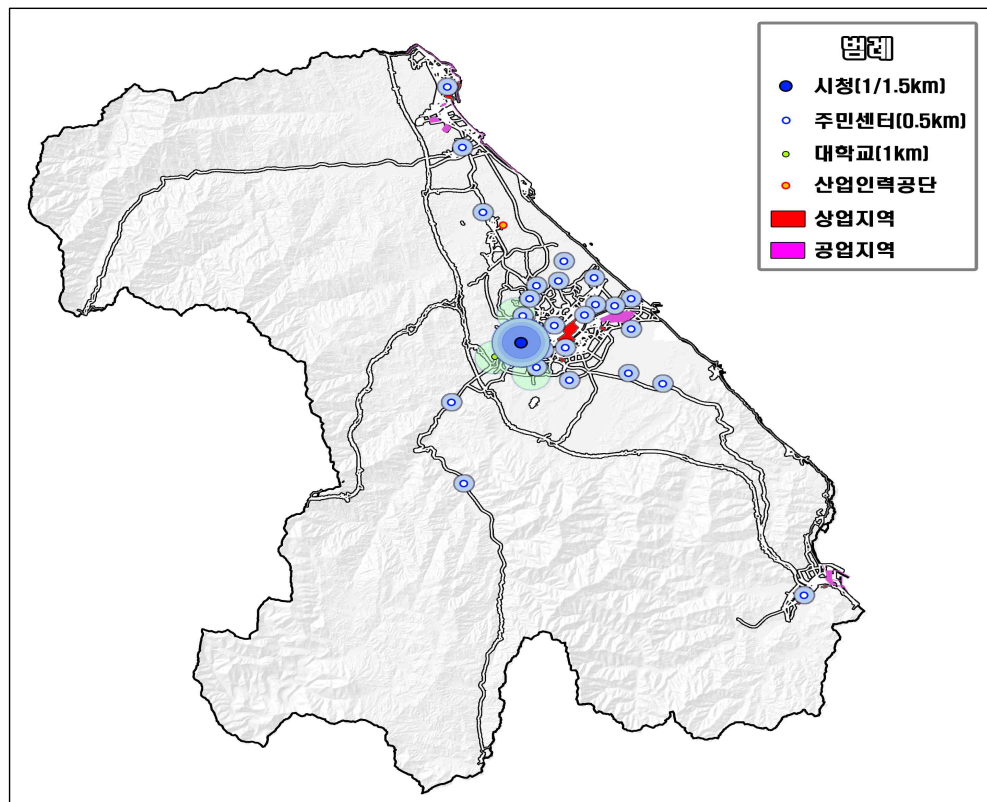 범례
시청(1/1.5km)
주민센터(0.5km)
대학교(1km)
산업인력공단
상업지역
공업지역